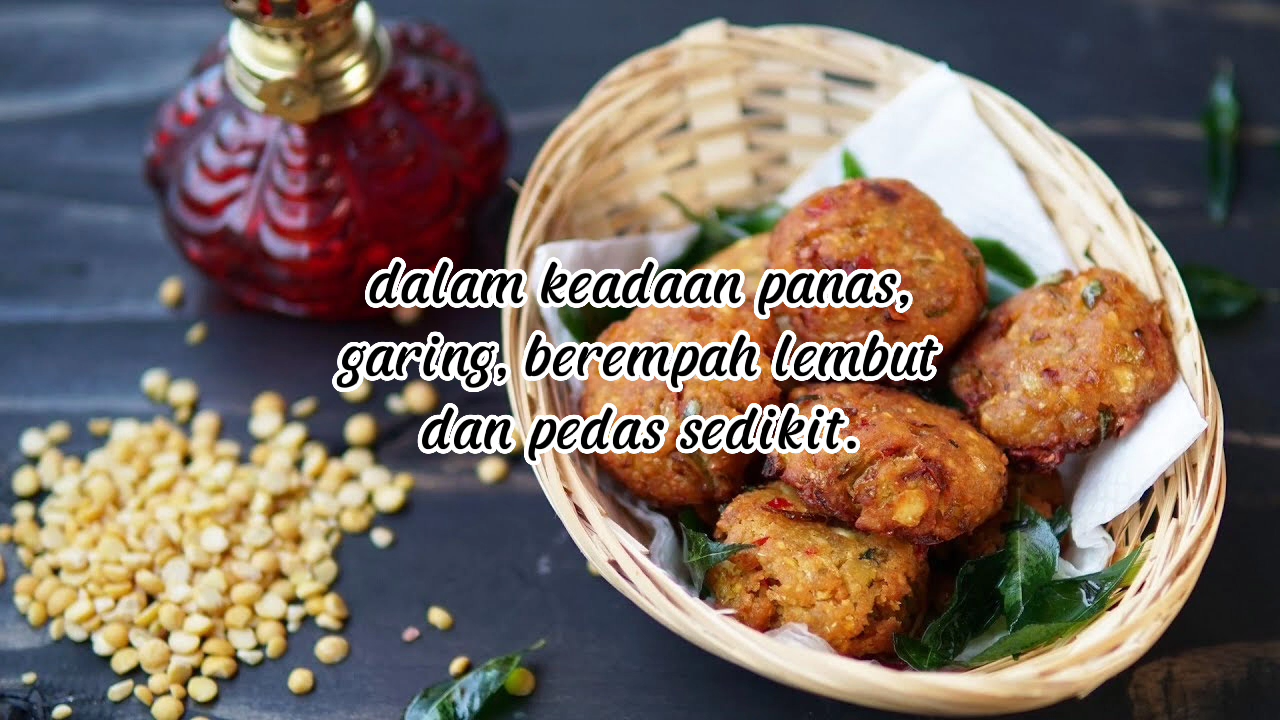 dalam keadaan panas,
garing, berempah lembut
dan pedas sedikit.